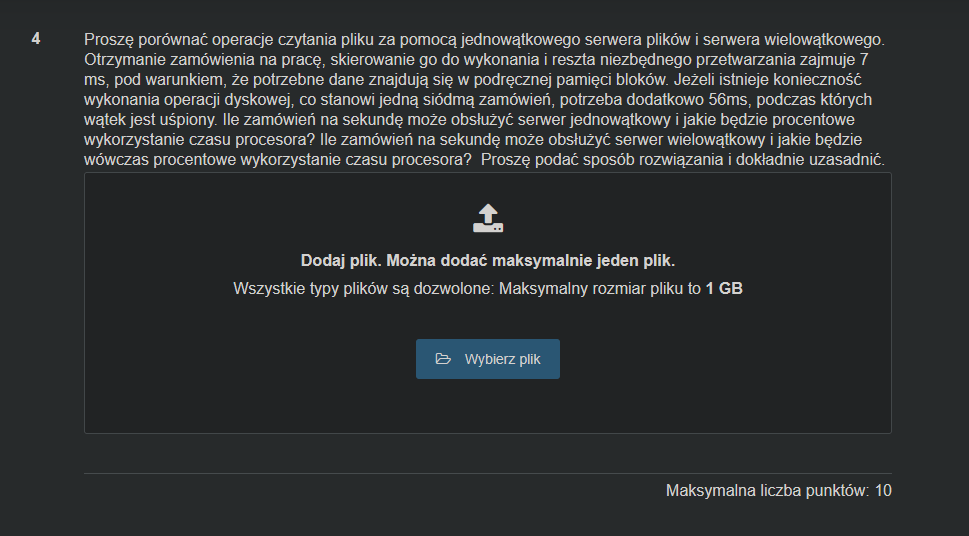 4
Proszę porównać operacje czytania pliku za pomocą jednowątkowego serwera plików i serwera wielowątkowego.
Otrzymanie zamówienia na pracę, skierowanie go do wykonania i reszta niezbędnego przetwarzania zajmuje 7
ms, pod warunkiem, że potrzebne dane znajdują się w podręcznej pamięci bloków. Jeżeli istnieje konieczność
wykonania operacji dyskowej, co stanowi jedną siódmą zamówień, potrzeba dodatkowo 56ms, podczas których
wątek jest uśpiony. Ile zamówień na sekundę może obsłużyć serwer jednowątkowy i jakie będzie procentowe
wykorzystanie czasu procesora? Ile zamówień na sekundę może obsłużyć serwer wielowątkowy i jakie będzie
wówczas procentowe wykorzystanie czasu procesora?  Proszę podać sposób rozwiązania i dokładnie uzasadnić.
Dodaj plik. Można dodać maksymalnie jeden plik.
Wszystkie typy plików są dozwolone: Maksymalny rozmiar pliku to 1 GB
Wybierz plik
Maksymalna liczba punktów: 10